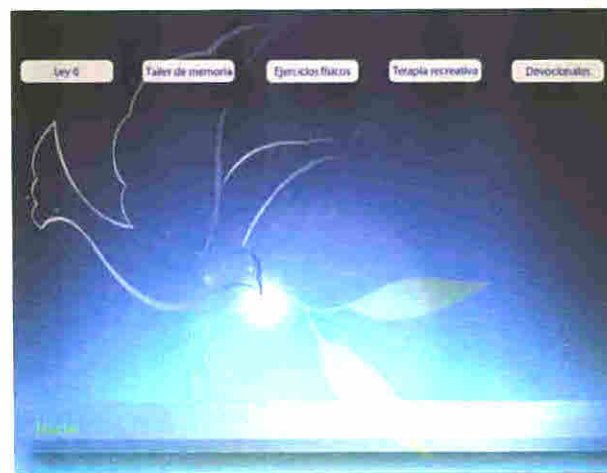 Ley 6
Taller de memoria
Ejercicios físicos
Terapia recreativa
Devocionales